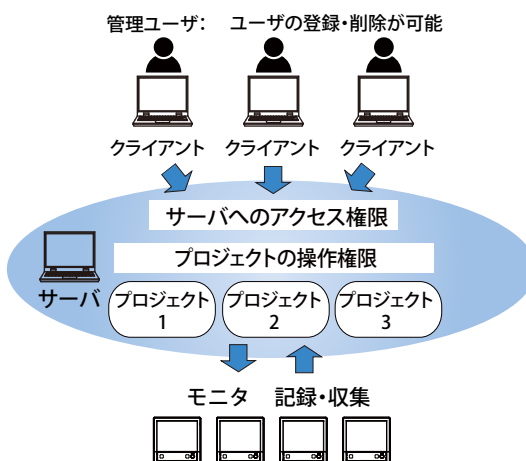 管理ユーザ： ユーザの登録・削除が可能
クライアント クライアント クライアント
サーバへのアクセス権限
プロジェクトの操作権限
サーバ
プロジェクト
1
プロジェクト
2
プロジェクト
3
モニタ 記録・収集